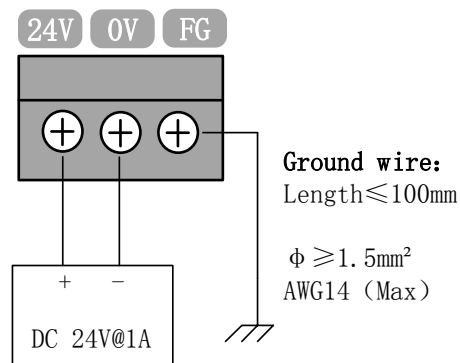 24V 0V FG
Ground wire:
Length≤100mm
φ≥1.5mm²
AWG14 (Max)
+ −
DC 24V@1A